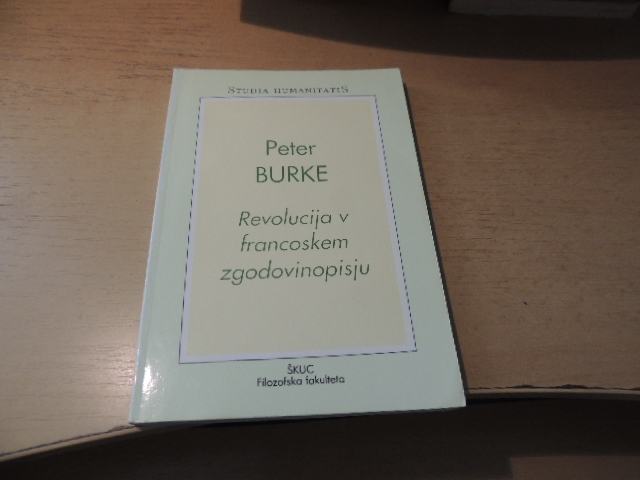 STUDIA HUMANITATIS
Peter
BURKE
Revolucija v
francoskem
zgodovinopisju
ŠKUC
Filozofska fakulteta